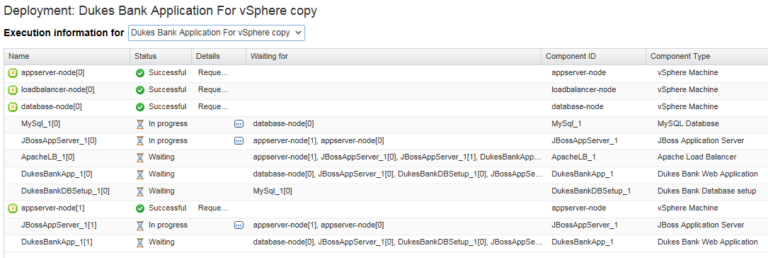 Deployment: Dukes Bank Application For vSphere copy
Execution information for Dukes Bank Application For vSphere copy
Name Status Details Waiting for Component ID Component Type
appserver-node[0] Successful Reque... appserver-node vSphere Machine
loadbalancer-node[0] Successful Reque... loadbalancer-node vSphere Machine
database-node[0] Successful Reque... database-node vSphere Machine
MySql_1[0] In progress database-node[0] MySql_1 MySQL Database
JBossAppServer_1[0] In progress appserver-node[1], appserver-node[0] JBossAppServer_1 JBoss Application Server
ApacheLB_1[0] Waiting appserver-node[1], JBossAppServer_1[0], JBossAppServer_1[1], DukesBankApp... ApacheLB_1 Apache Load Balancer
DukesBankApp_1[0] Waiting database-node[0], JBossAppServer_1[0], DukesBankDBSetup_1[0], JBossAppSe... DukesBankApp_1 Dukes Bank Web Application
DukesBankDBSetup_1[0] Waiting MySql_1[0] DukesBankDBSetup_1 Dukes Bank Database setup
appserver-node[1] Successful Reque... appserver-node vSphere Machine
JBossAppServer_1[1] In progress appserver-node[1], appserver-node[0] JBossAppServer_1 JBoss Application Server
DukesBankApp_1[1] Waiting database-node[0], JBossAppServer_1[0], DukesBankDBSetup_1[0], JBossAppSe... DukesBankApp_1 Dukes Bank Web Application